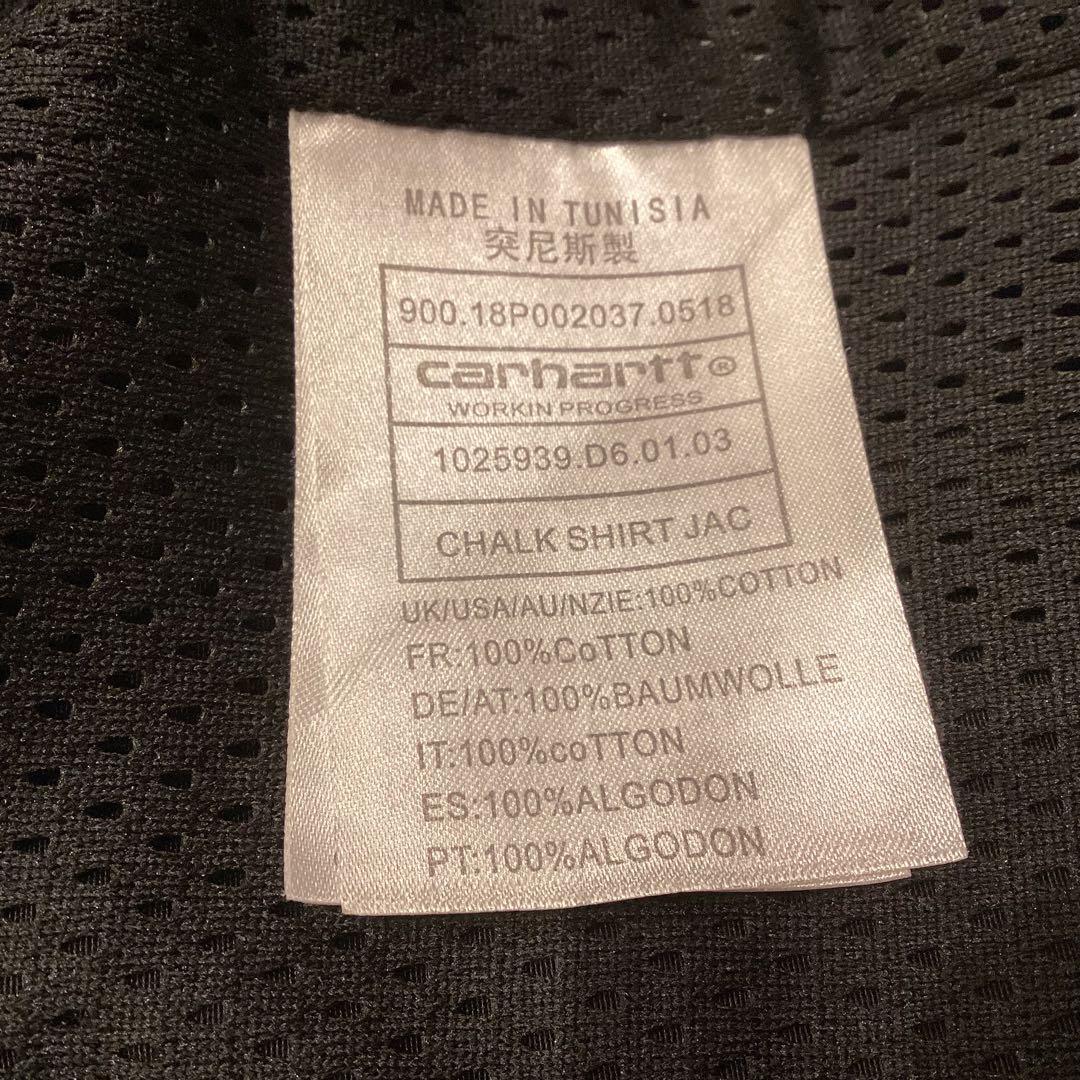 MADE IN TUNISIA
突尼斯製
900.18P002037.0518
carhartt®
WORKIN PROGRESS
1025939.D6.01.03
CHALK SHIRT JAC
UK/USA/AU/NZIE:100%COTTON
FR:100%CoTTON
DE/AT:100%BAUMWOLLE
IT:100%coTTON
ES:100%ALGODON
PT:100%ALGODON